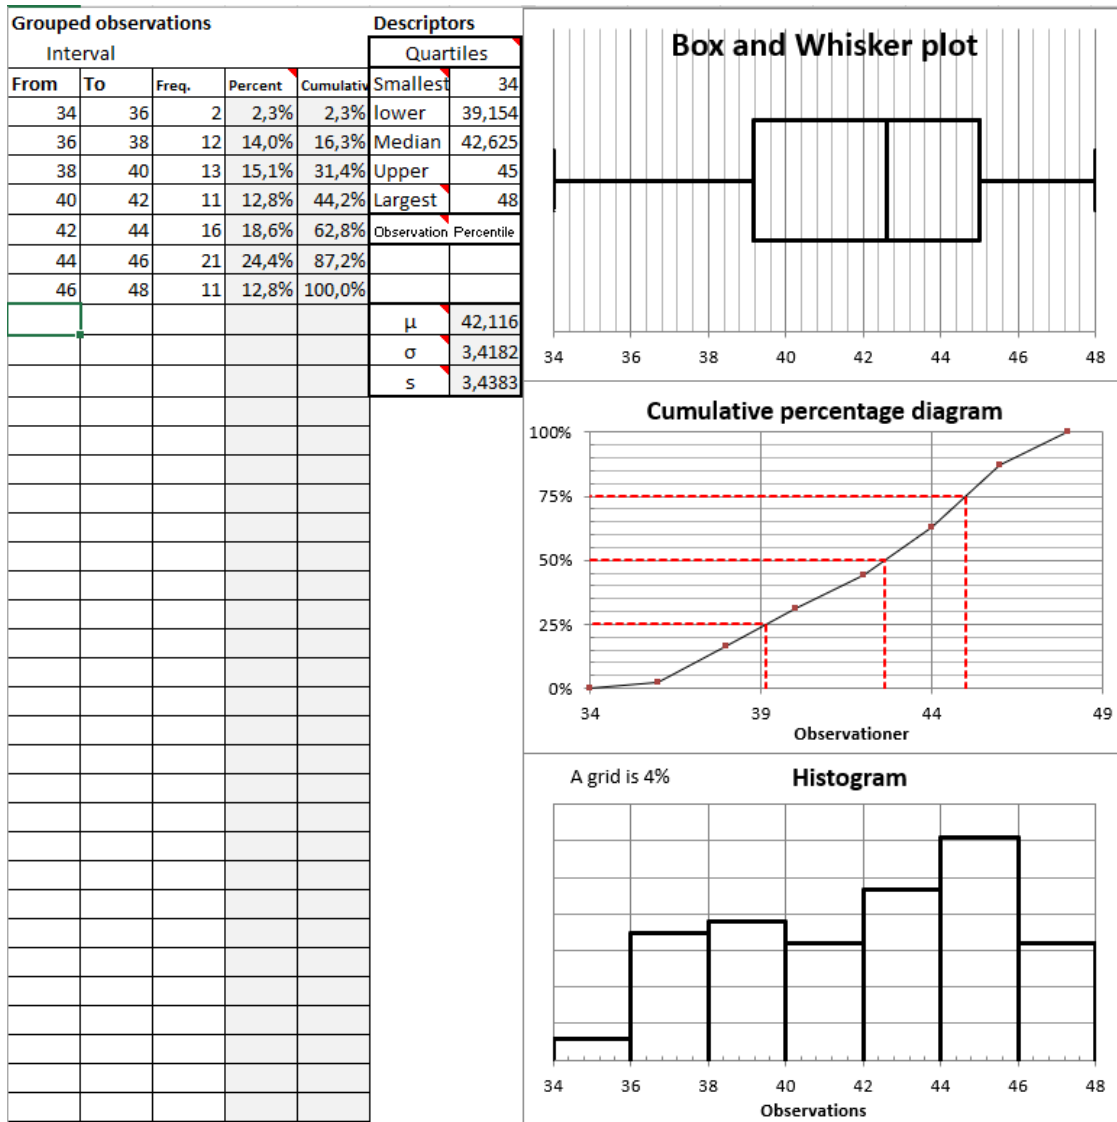 Grouped observations
Interval
From To Freq. Percent Cumulativ
34 36 2 2,3% 2,3%
36 38 12 14,0% 16,3%
38 40 13 15,1% 31,4%
40 42 11 12,8% 44,2%
42 44 16 18,6% 62,8%
44 46 21 24,4% 87,2%
46 48 11 12,8% 100,0%
Descriptors
Quartiles
Smallest 34
lower 39,154
Median 42,625
Upper 45
Largest 48
Observation Percentile
μ 42,116
σ 3,4182
s 3,4383
Box and Whisker plot
34 36 38 40 42 44 46 48
Cumulative percentage diagram
100%
75%
50%
25%
0%
34 39 44 49
Observationer
A grid is 4% Histogram
34 36 38 40 42 44 46 48
Observations